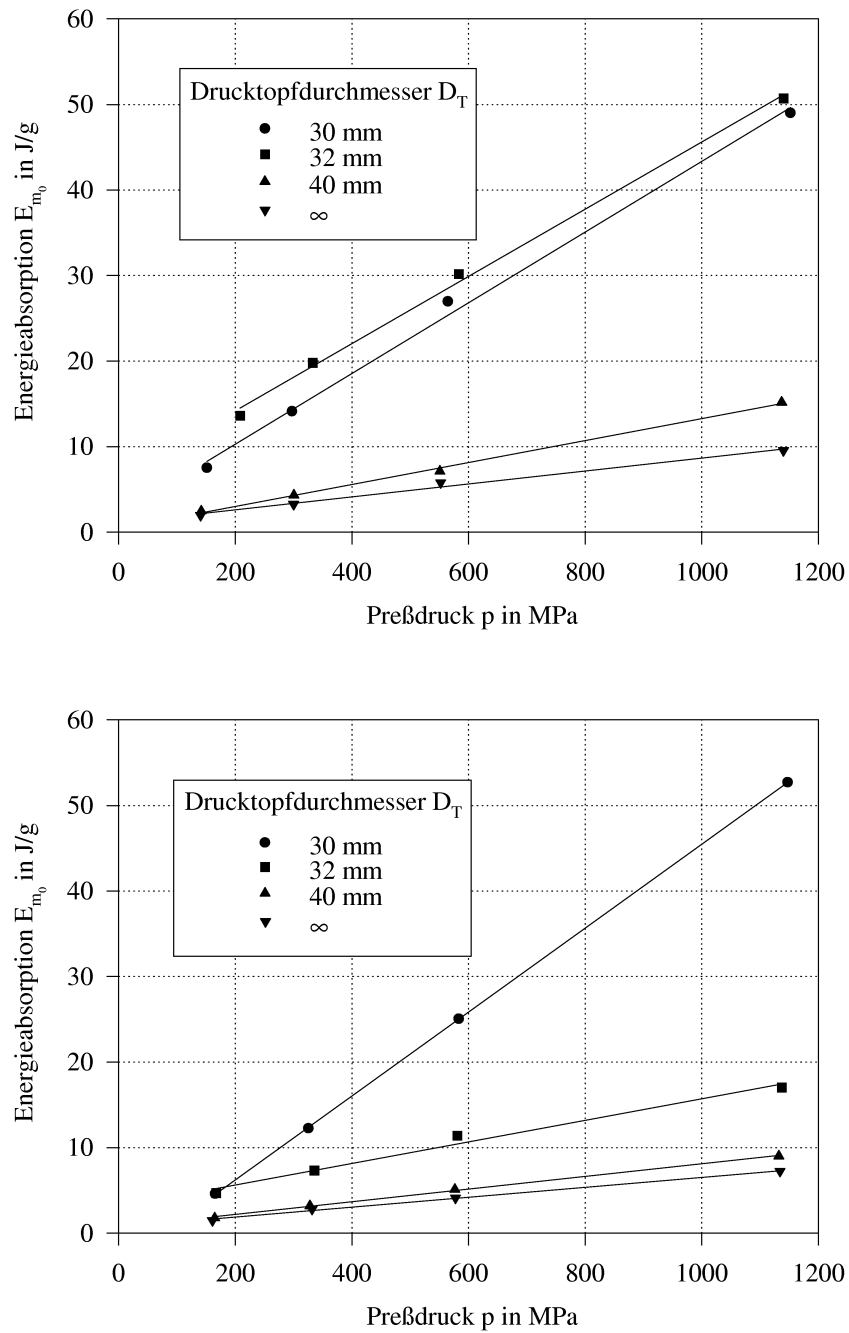 60
50
40
30
20
10
0
Energieabsorption E_m₀ in J/g
Drucktopfdurchmesser D_T
30 mm
32 mm
40 mm
∞
0 200 400 600 800 1000 1200
Preßdruck p in MPa
60
50
40
30
20
10
0
Energieabsorption E_m₀ in J/g
Drucktopfdurchmesser D_T
30 mm
32 mm
40 mm
∞
0 200 400 600 800 1000 1200
Preßdruck p in MPa